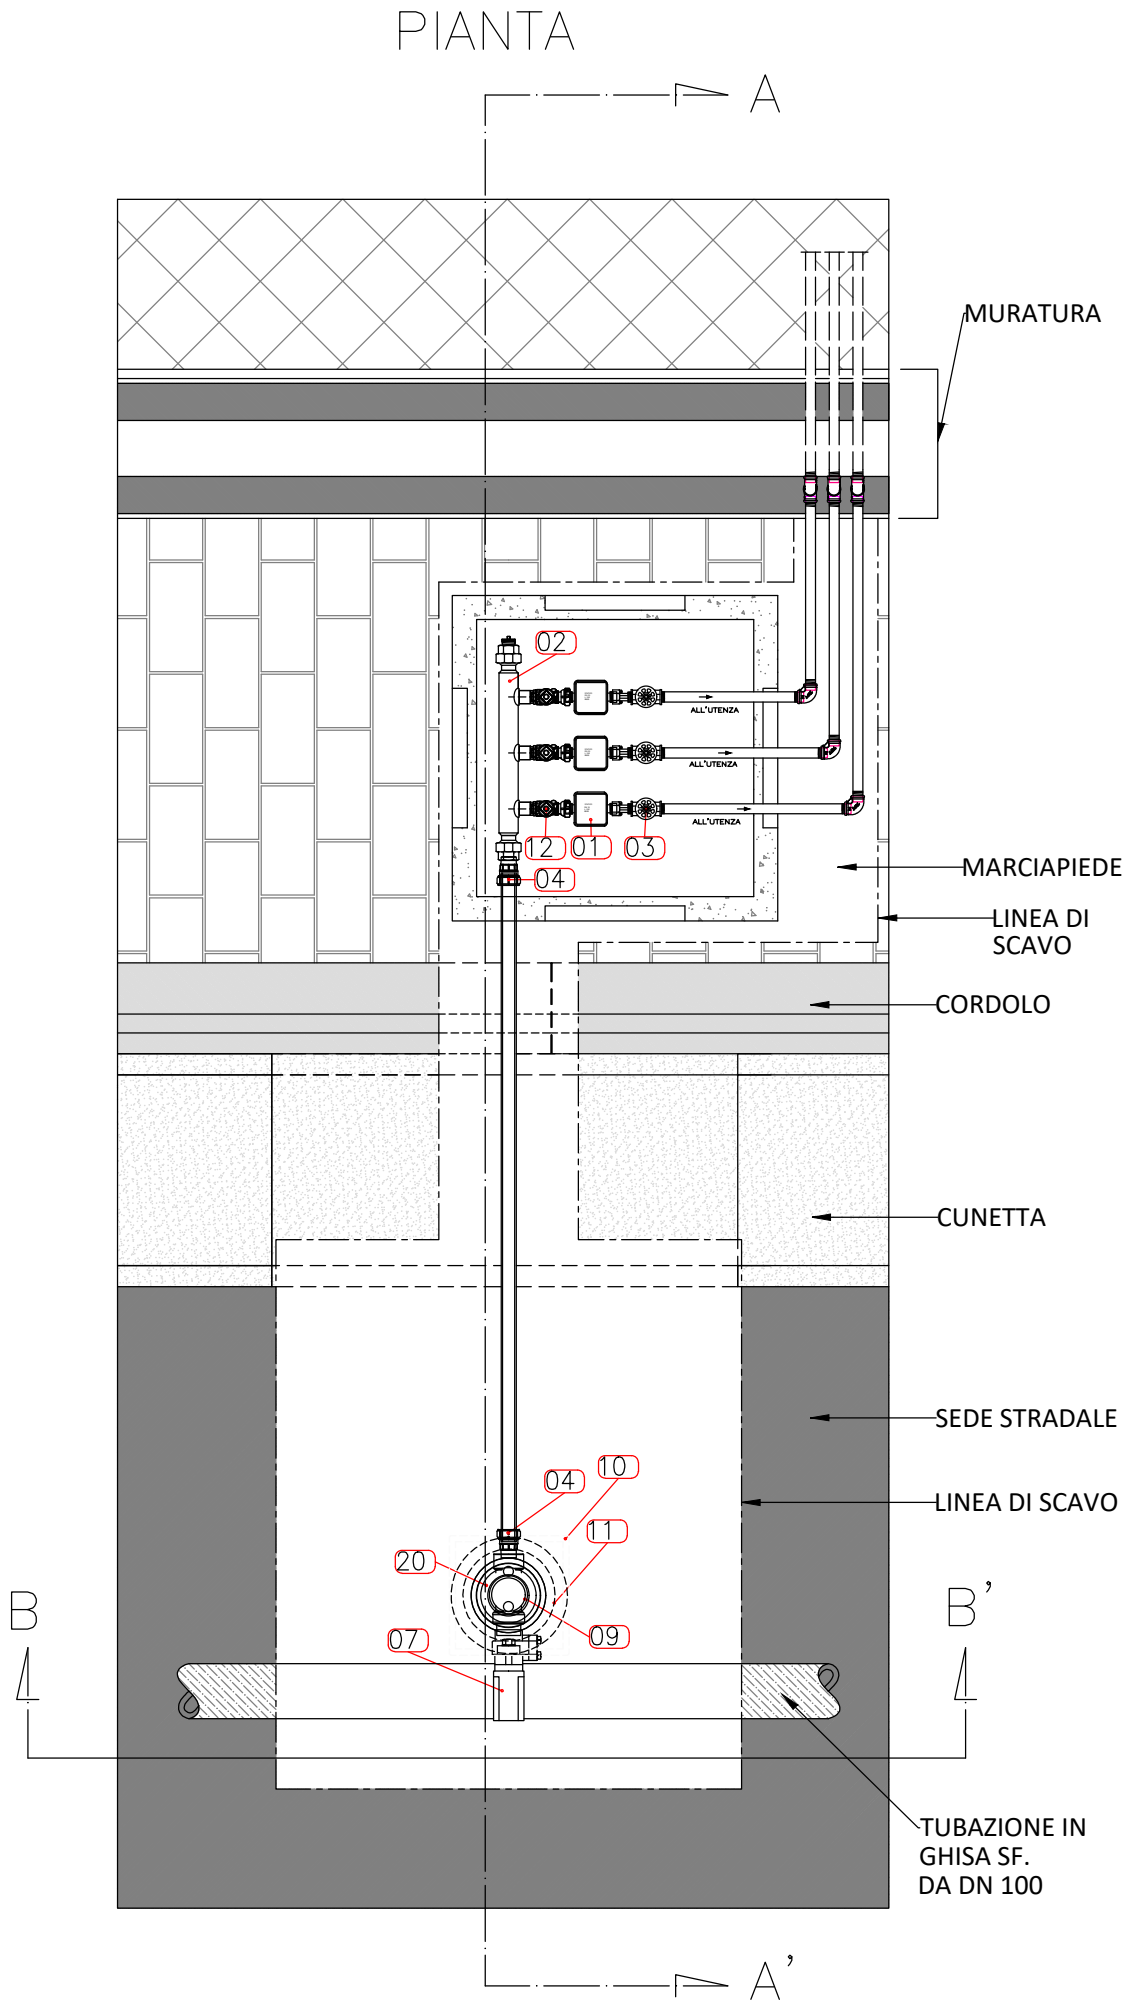 PIANTA
A
MURATURA
02
ALL'UTENZA
ALL'UTENZA
ALL'UTENZA
12
01
03
04
MARCIAPIEDE
LINEA DI
SCAVO
CORDOLO
CUNETTA
SEDE STRADALE
10
04
LINEA DI SCAVO
11
20
B
B'
09
07
TUBAZIONE IN
GHISA SF.
DA DN 100
A'